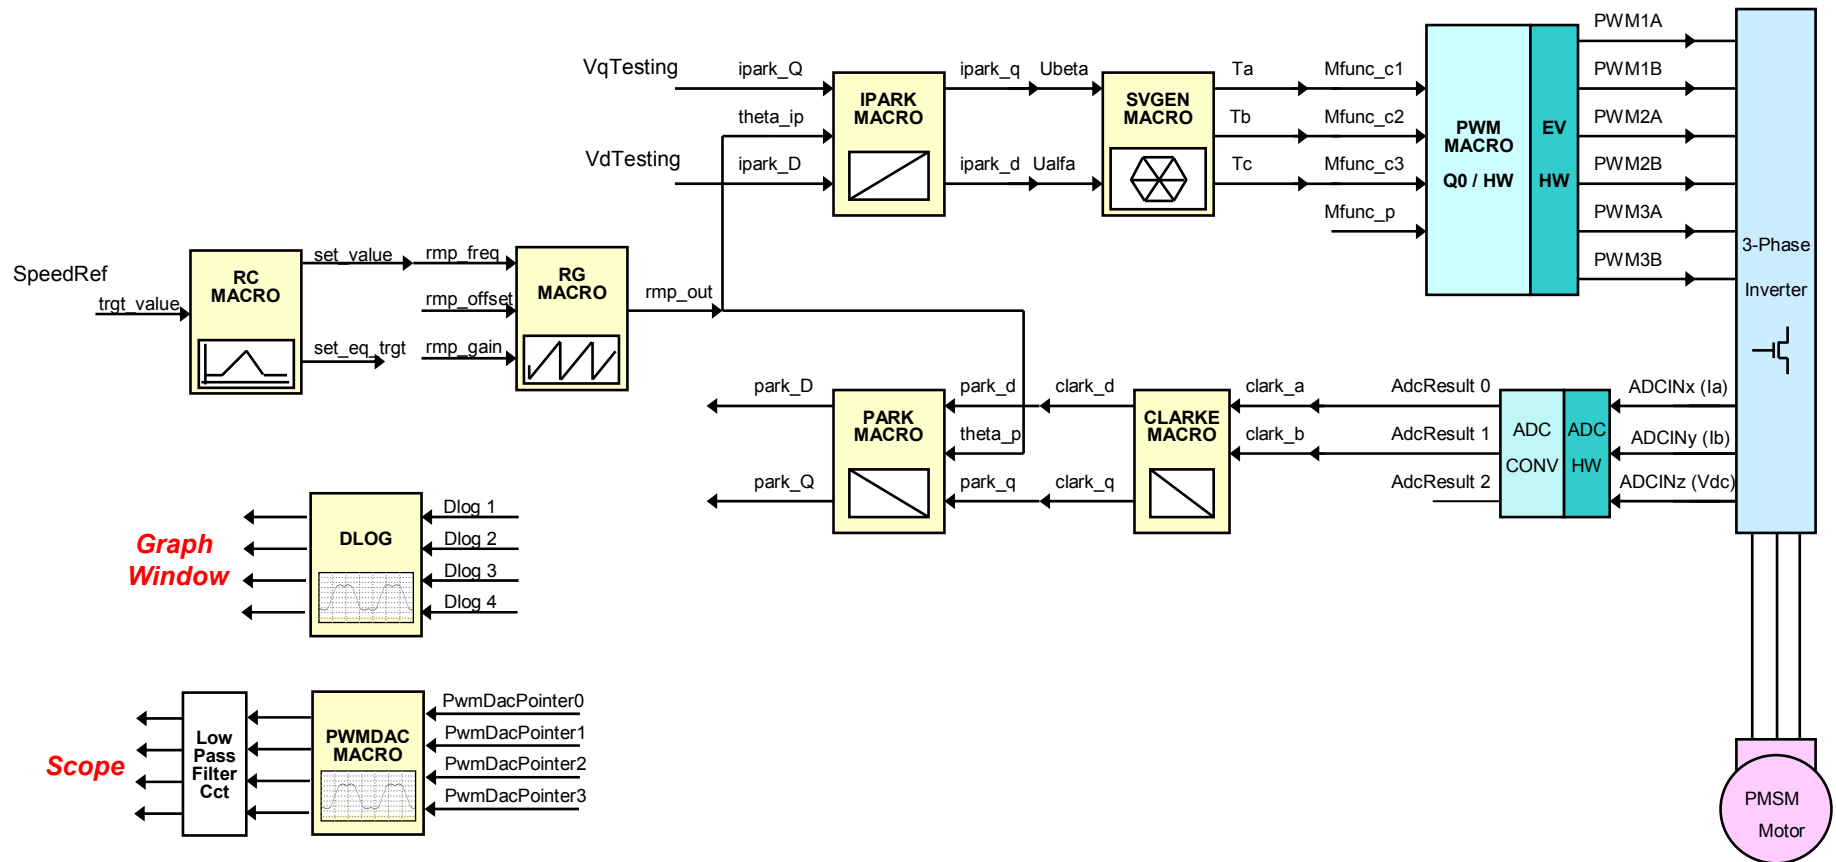 VqTesting
ipark_Q
theta_ip
VdTesting
ipark_D
IPARK
MACRO
ipark_q
Ubeta
ipark_d
Ualfa
SVGEN
MACRO
Ta
Tb
Tc
Mfunc_c1
Mfunc_c2
Mfunc_c3
Mfunc_p
PWM
MACRO
Q0 / HW
EV
HW
PWM1A
PWM1B
PWM2A
PWM2B
PWM3A
PWM3B
3-Phase
Inverter
SpeedRef
trgt_value
RC
MACRO
set_value
set_eq_trgt
rmp_freq
rmp_offset
rmp_gain
RG
MACRO
rmp_out
park_D
park_Q
PARK
MACRO
park_d
theta_p
park_q
clark_d
clark_q
CLARKE
MACRO
clark_a
clark_b
AdcResult 0
AdcResult 1
AdcResult 2
ADC
CONV
ADC
HW
ADCINx (Ia)
ADCINy (Ib)
ADCINz (Vdc)
Graph
Window
DLOG
Dlog 1
Dlog 2
Dlog 3
Dlog 4
Scope
Low
Pass
Filter
Cct
PWMDAC
MACRO
PwmDacPointer0
PwmDacPointer1
PwmDacPointer2
PwmDacPointer3
PMSM
Motor